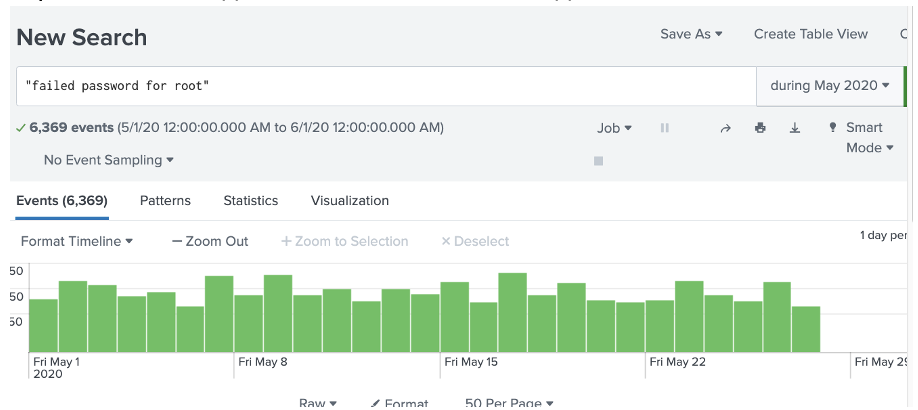 New Search
Save As
Create Table View
"failed password for root"
during May 2020
6,369 events (5/1/20 12:00:00.000 AM to 6/1/20 12:00:00.000 AM)
Job
Smart
Mode
No Event Sampling
Events (6,369)
Patterns
Statistics
Visualization
Format Timeline
— Zoom Out
+ Zoom to Selection
× Deselect
1 day per
50
50
50
Fri May 1
2020
Fri May 8
Fri May 15
Fri May 22
Fri May 29
Raw
Format
50 Per Page